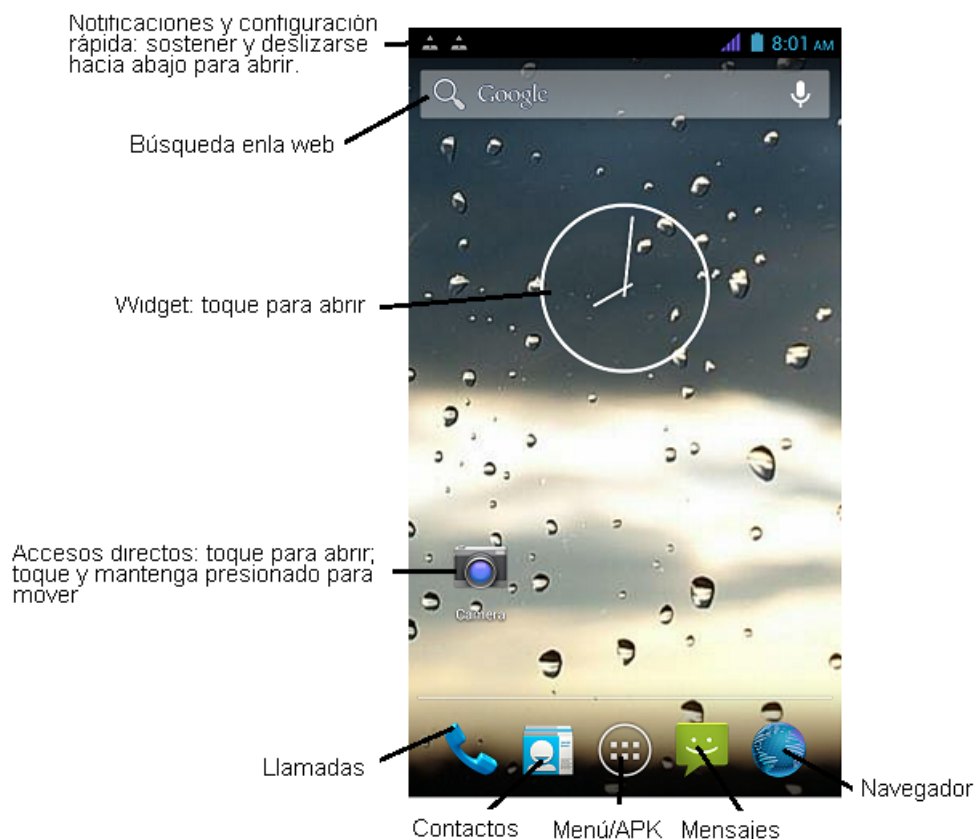 Notificaciones y configuración
rápida: sostener y deslizarse
hacia abajo para abrir.
8:01 AM
Google
Búsqueda enla web
Widget: toque para abrir
Accesos directos: toque para abrir;
toque y mantenga presionado para
mover
Camera
Llamadas
Navegador
Contactos
Menú/APK
Mensajes